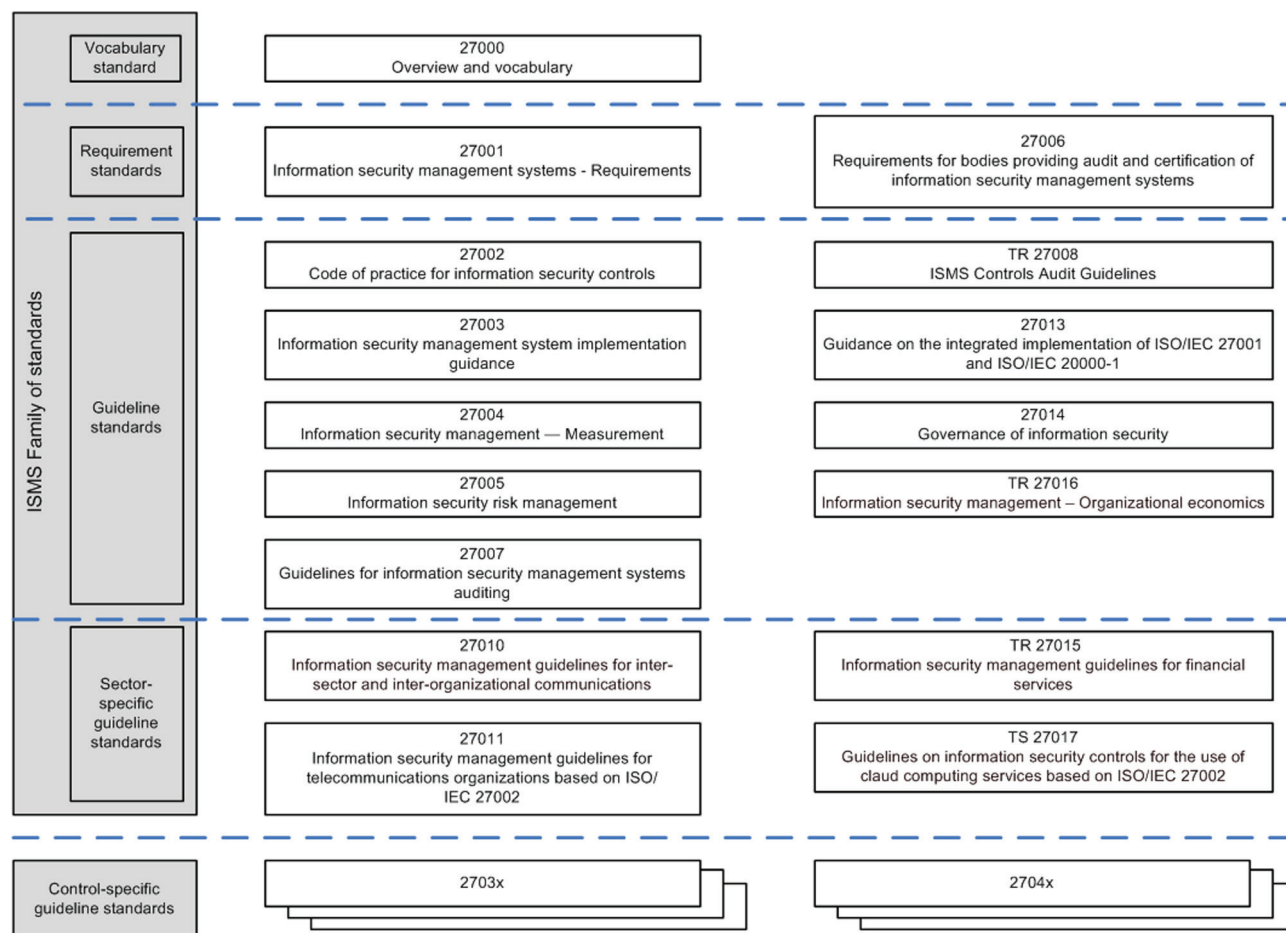 ISMS Family of standards
Vocabulary
standard
27000
Overview and vocabulary
Requirement
standards
27001
Information security management systems - Requirements
27006
Requirements for bodies providing audit and certification of
information security management systems
Guideline
standards
27002
Code of practice for information security controls
TR 27008
ISMS Controls Audit Guidelines
27003
Information security management system implementation
guidance
27013
Guidance on the integrated implementation of ISO/IEC 27001
and ISO/IEC 20000-1
27004
Information security management — Measurement
27014
Governance of information security
27005
Information security risk management
TR 27016
Information security management – Organizational economics
27007
Guidelines for information security management systems
auditing
Sector-
specific
guideline
standards
27010
Information security management guidelines for inter-
sector and inter-organizational communications
TR 27015
Information security management guidelines for financial
services
27011
Information security management guidelines for
telecommunications organizations based on ISO/
IEC 27002
TS 27017
Guidelines on information security controls for the use of
claud computing services based on ISO/IEC 27002
Control-specific
guideline standards
2703x
2704x